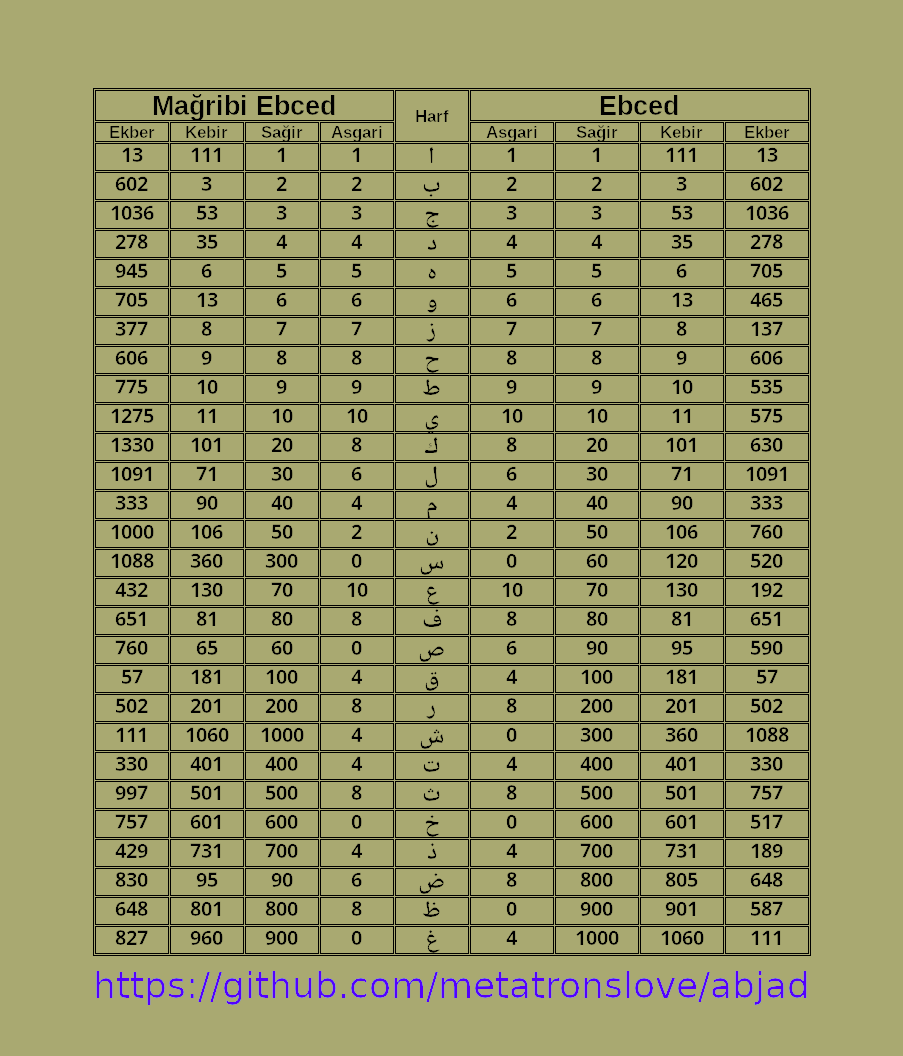 Mağribi Ebced Harf Ebced
Ekber Kebir Sağir Asgari Asgari Sağir Kebir Ekber
13 111 1 1 ا 1 1 111 13
602 3 2 2 ب 2 2 3 602
1036 53 3 3 ج 3 3 53 1036
278 35 4 4 د 4 4 35 278
945 6 5 5 ه 5 5 6 705
705 13 6 6 و 6 6 13 465
377 8 7 7 ز 7 7 8 137
606 9 8 8 ح 8 8 9 606
775 10 9 9 ط 9 9 10 535
1275 11 10 10 ي 10 10 11 575
1330 101 20 8 ك 8 20 101 630
1091 71 30 6 ل 6 30 71 1091
333 90 40 4 م 4 40 90 333
1000 106 50 2 ن 2 50 106 760
1088 360 300 0 س 0 60 120 520
432 130 70 10 ع 10 70 130 192
651 81 80 8 ف 8 80 81 651
760 65 60 0 ص 6 90 95 590
57 181 100 4 ق 4 100 181 57
502 201 200 8 ر 8 200 201 502
111 1060 1000 4 ش 0 300 360 1088
330 401 400 4 ت 4 400 401 330
997 501 500 8 ث 8 500 501 757
757 601 600 0 خ 0 600 601 517
429 731 700 4 ذ 4 700 731 189
830 95 90 6 ض 8 800 805 648
648 801 800 8 ظ 0 900 901 587
827 960 900 0 غ 4 1000 1060 111
https://github.com/metatronslove/abjad